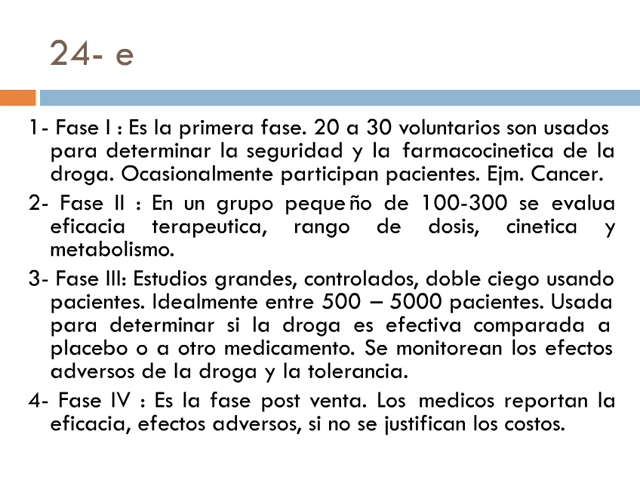 24- e
1- Fase I : Es la primera fase. 20 a 30 voluntarios son usados
para determinar la seguridad y la farmacocinetica de la
droga. Ocasionalmente participan pacientes. Ejm. Cancer.
2- Fase II : En un grupo pequeño de 100-300 se evalua
eficacia terapeutica, rango de dosis, cinetica y
metabolismo.
3- Fase III: Estudios grandes, controlados, doble ciego usando
pacientes. Idealmente entre 500 – 5000 pacientes. Usada
para determinar si la droga es efectiva comparada a
placebo o a otro medicamento. Se monitorean los efectos
adversos de la droga y la tolerancia.
4- Fase IV : Es la fase post venta. Los medicos reportan la
eficacia, efectos adversos, si no se justifican los costos.